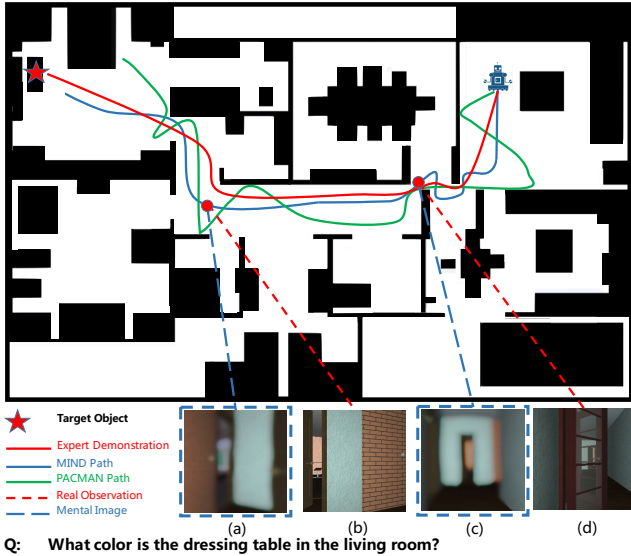 Target Object
Expert Demonstration
MIND Path
PACMAN Path
Real Observation
Mental Image
(a) (b) (c) (d)
Q: What color is the dressing table in the living room?